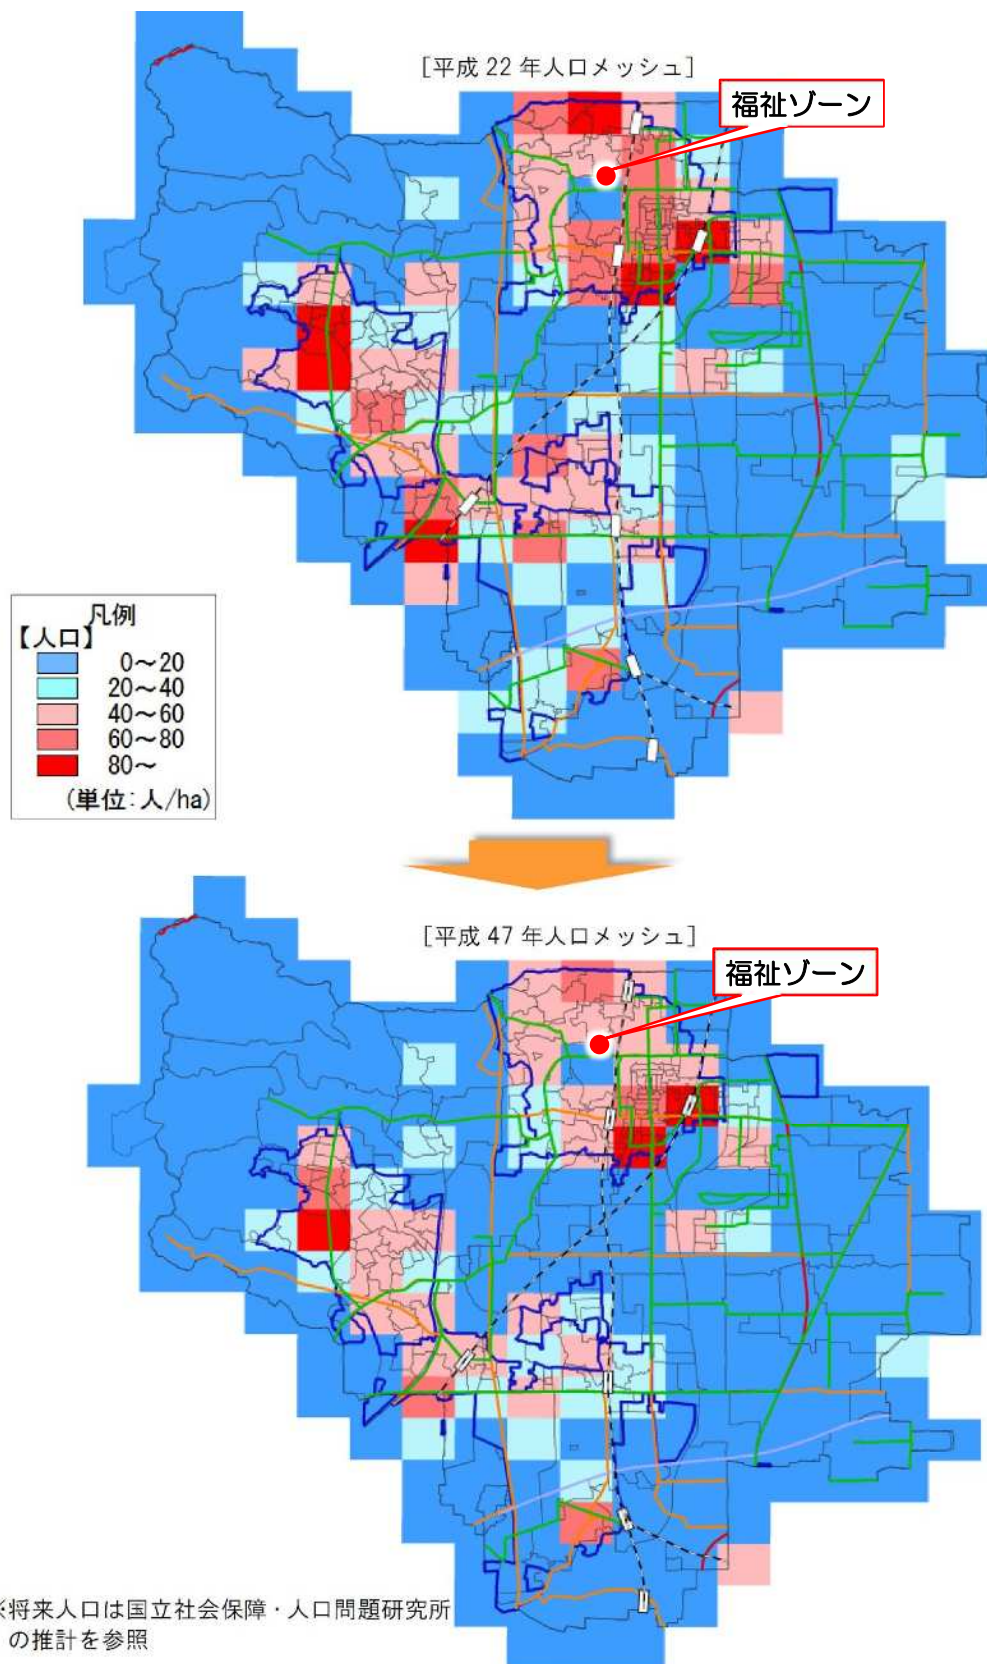 [平成 22 年人口メッシュ]
福祉ゾーン
凡例
【人口】
0～20
20～40
40～60
60～80
80～
(単位：人/ha)
[平成 47 年人口メッシュ]
福祉ゾーン
※将来人口は国立社会保障・人口問題研究所
の推計を参照